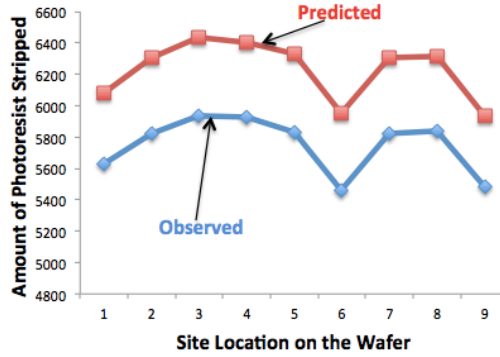 Amount of Photoresist Stripped
6600
6400
6200
6000
5800
5600
5400
5200
5000
4800
Predicted
Observed
1 2 3 4 5 6 7 8 9
Site Location on the Wafer